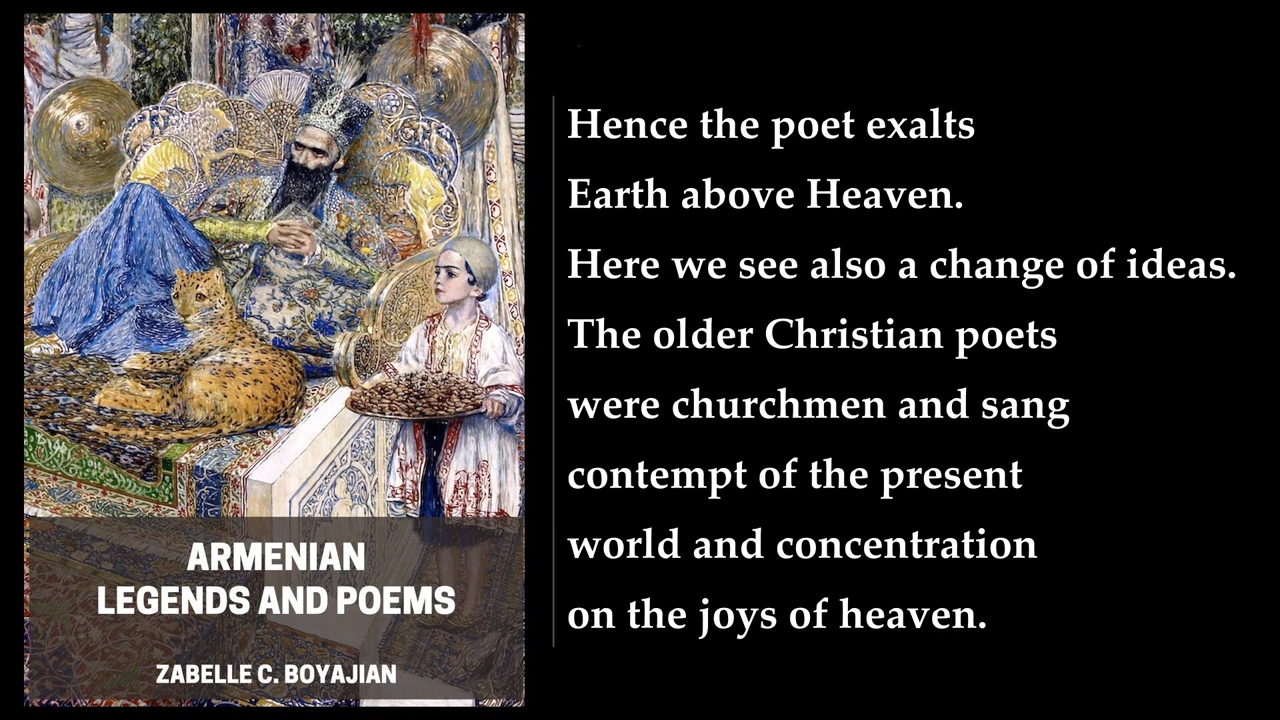 Hence the poet exalts
Earth above Heaven.
Here we see also a change of ideas.
The older Christian poets
were churchmen and sang
contempt of the present
world and concentration
on the joys of heaven.
ARMENIAN
LEGENDS AND POEMS
ZABELLE C. BOYAJIAN